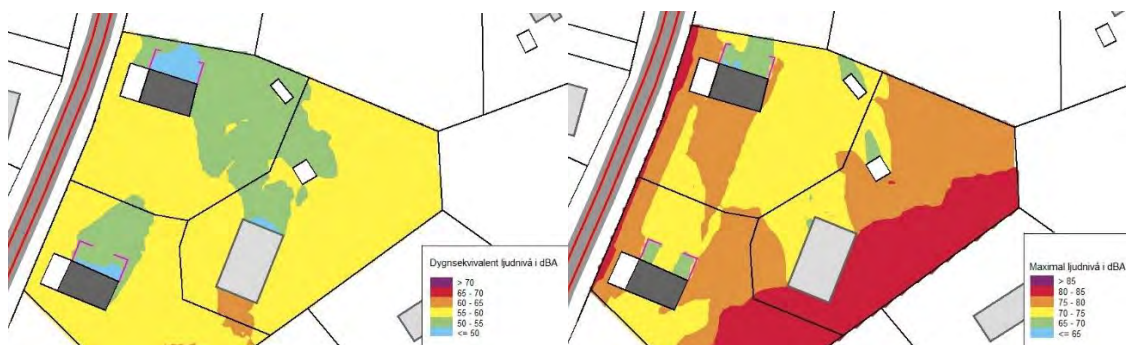 Dygnsekvivalent ljudnivå i dBA
> 70
65 - 70
60 - 65
55 - 60
50 - 55
<= 50
Maximal ljudnivå i dBA
> 85
80 - 85
75 - 80
70 - 75
65 - 70
<= 65